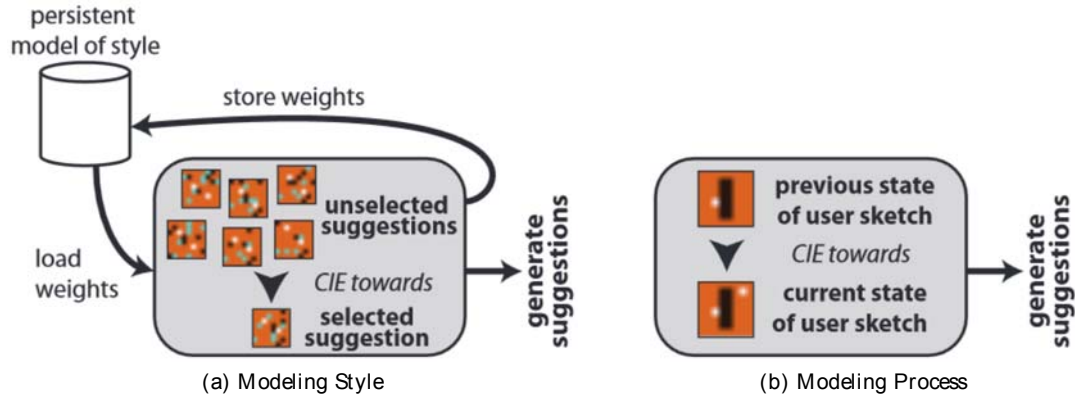 persistent
model of style
store weights
load
weights
unselected
suggestions
CIE towards
selected
suggestion
generate
suggestions
(a) Modeling Style
previous state
of user sketch
CIE towards
current state
of user sketch
generate
suggestions
(b) Modeling Process